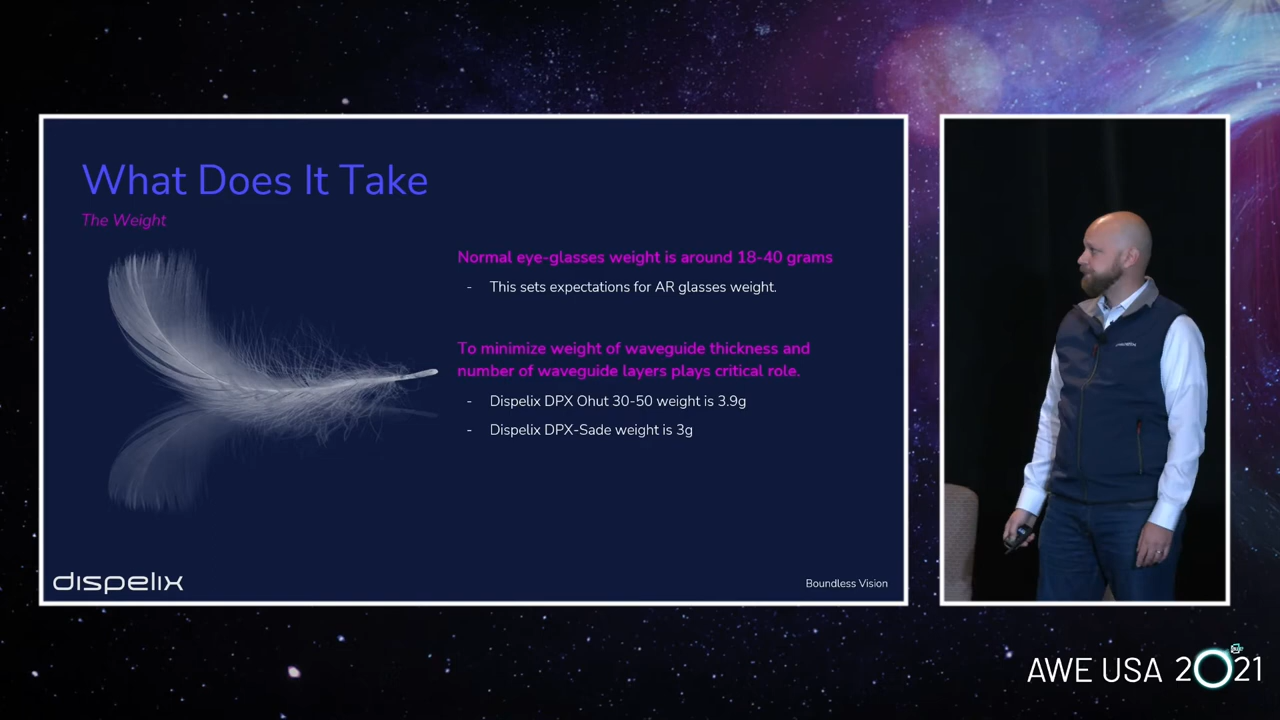 What Does It Take
The Weight
Normal eye-glasses weight is around 18-40 grams
- This sets expectations for AR glasses weight.
To minimize weight of waveguide thickness and
number of waveguide layers plays critical role.
- Dispelix DPX Ohut 30-50 weight is 3.9g
- Dispelix DPX-Sade weight is 3g
dispelix
Boundless Vision
AWE USA 2021